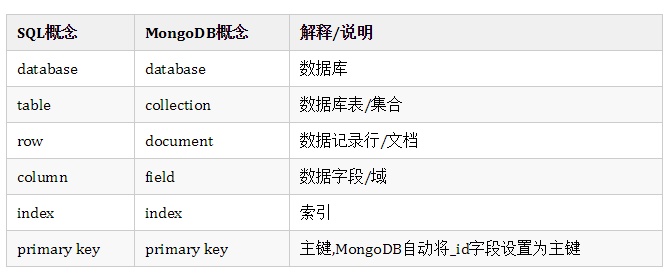 SQL概念 MongoDB概念 解释/说明
database database 数据库
table collection 数据库表/集合
row document 数据记录行/文档
column field 数据字段/域
index index 索引
primary key primary key 主键,MongoDB自动将_id字段设置为主键